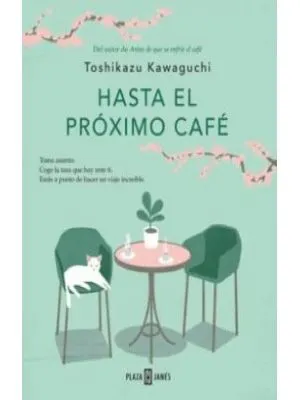 Del autor de Antes de que se enfríe el café
Toshikazu Kawaguchi
HASTA EL
PRÓXIMO CAFÉ
Toma asiento.
Coge la taza que hay ante ti.
Estás a punto de hacer un viaje increíble.
PLAZA JANÉS